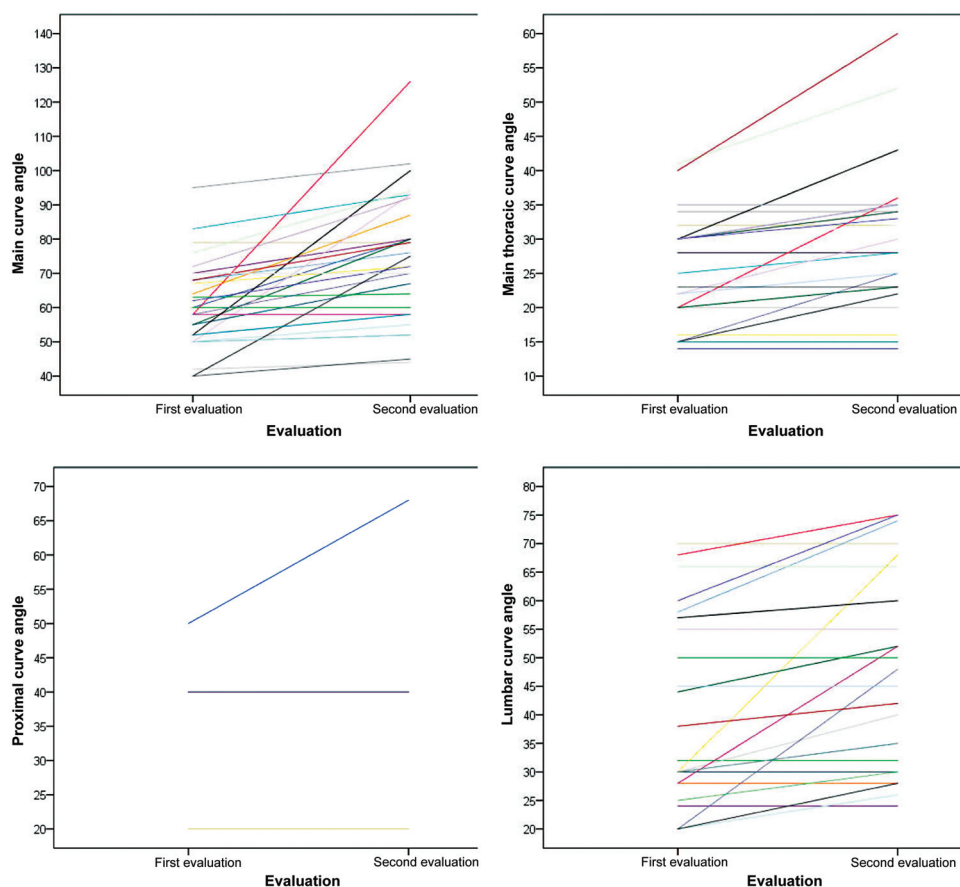 Main curve angle
140
130
120
110
100
90
80
70
60
50
40
First evaluation
Second evaluation
Evaluation
Main thoracic curve angle
60
55
50
45
40
35
30
25
20
15
10
First evaluation
Second evaluation
Evaluation
Proximal curve angle
70
65
60
55
50
45
40
35
30
25
20
First evaluation
Second evaluation
Evaluation
Lumbar curve angle
80
75
70
65
60
55
50
45
40
35
30
25
20
First evaluation
Second evaluation
Evaluation